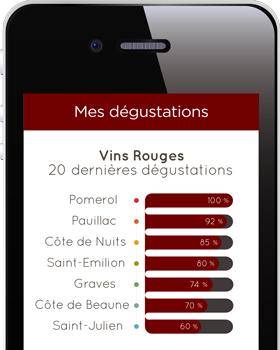 Mes dégustations
Vins Rouges
20 dernières dégustations
Pomerol 100 %
Pauillac 92 %
Côte de Nuits 85 %
Saint-Emilion 80 %
Graves 74 %
Côte de Beaune 70 %
Saint-Julien 60 %